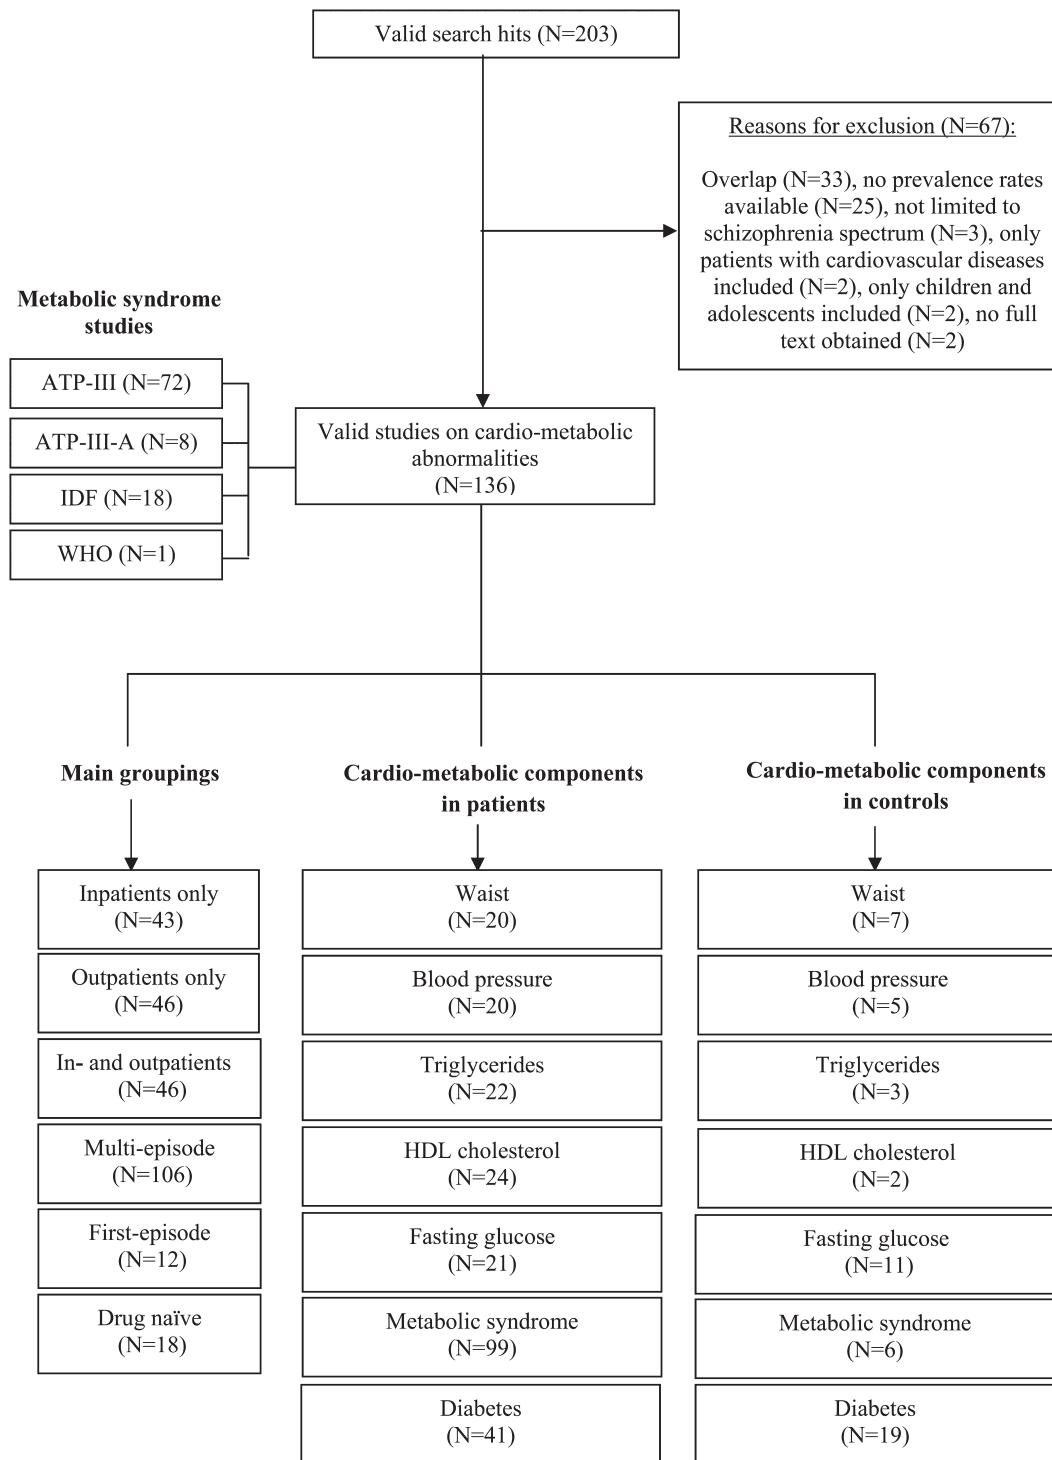 Valid search hits (N=203)
Reasons for exclusion (N=67):
Overlap (N=33), no prevalence rates
available (N=25), not limited to
schizophrenia spectrum (N=3), only
patients with cardiovascular diseases
included (N=2), only children and
adolescents included (N=2), no full
text obtained (N=2)
Metabolic syndrome
studies
ATP-III (N=72)
ATP-III-A (N=8)
IDF (N=18)
WHO (N=1)
Valid studies on cardio-metabolic
abnormalities
(N=136)
Main groupings
Inpatients only
(N=43)
Outpatients only
(N=46)
In- and outpatients
(N=46)
Multi-episode
(N=106)
First-episode
(N=12)
Drug naïve
(N=18)
Cardio-metabolic components
in patients
Waist
(N=20)
Blood pressure
(N=20)
Triglycerides
(N=22)
HDL cholesterol
(N=24)
Fasting glucose
(N=21)
Metabolic syndrome
(N=99)
Diabetes
(N=41)
Cardio-metabolic components
in controls
Waist
(N=7)
Blood pressure
(N=5)
Triglycerides
(N=3)
HDL cholesterol
(N=2)
Fasting glucose
(N=11)
Metabolic syndrome
(N=6)
Diabetes
(N=19)